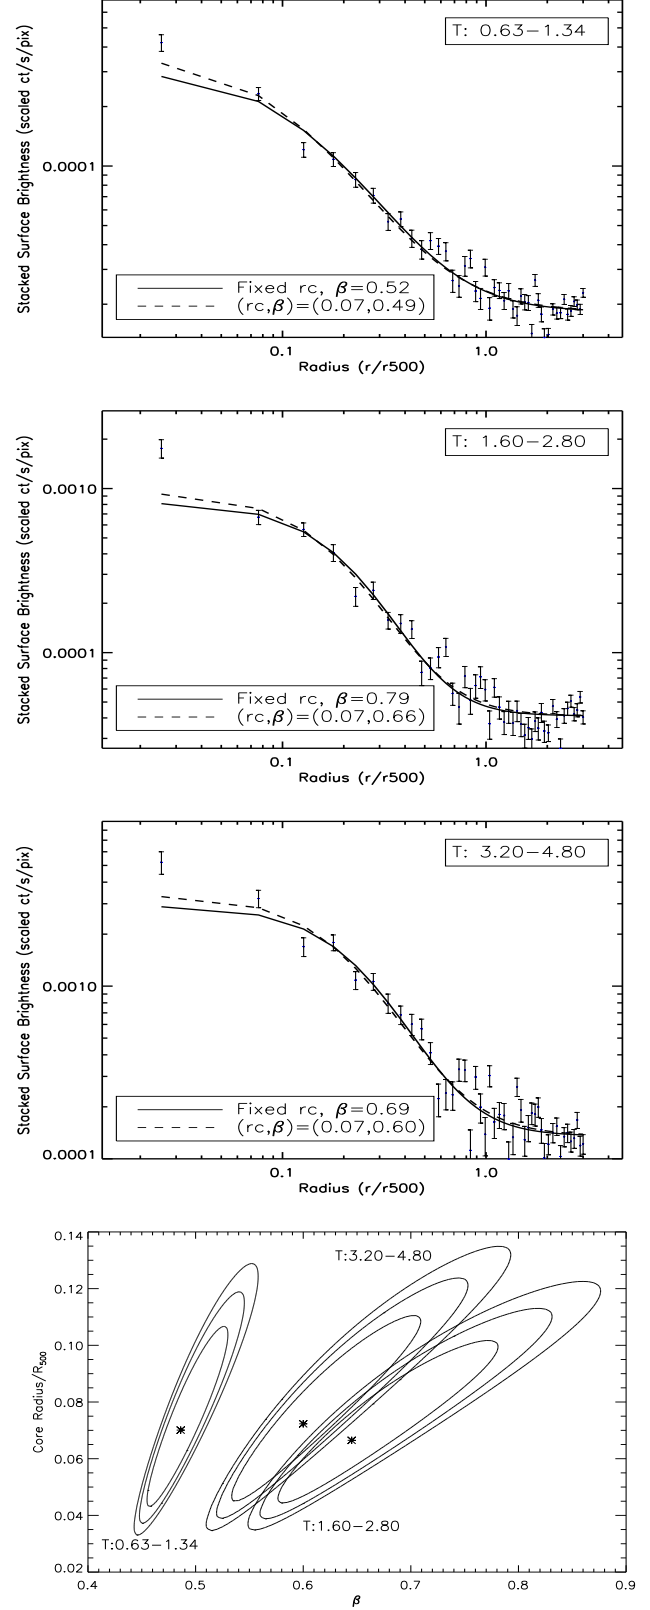 T: 0.63−1.34
Stacked Surface Brightness (scaled ct/s/pix)
0.0001
Fixed rc, β=0.52
(rc,β)=(0.07,0.49)
0.1 1.0
Radius (r/r500)
T: 1.60−2.80
Stacked Surface Brightness (scaled ct/s/pix)
0.0010
0.0001
Fixed rc, β=0.79
(rc,β)=(0.07,0.66)
0.1 1.0
Radius (r/r500)
T: 3.20−4.80
Stacked Surface Brightness (scaled ct/s/pix)
0.0010
Fixed rc, β=0.69
(rc,β)=(0.07,0.60)
0.0001
0.1 1.0
Radius (r/r500)
0.14
T:3.20−4.80
0.12
0.10
Core Radius/R500
0.08
0.06
0.04
T:1.60−2.80
T:0.63−1.34
0.02
0.4 0.5 0.6 0.7 0.8 0.9
β